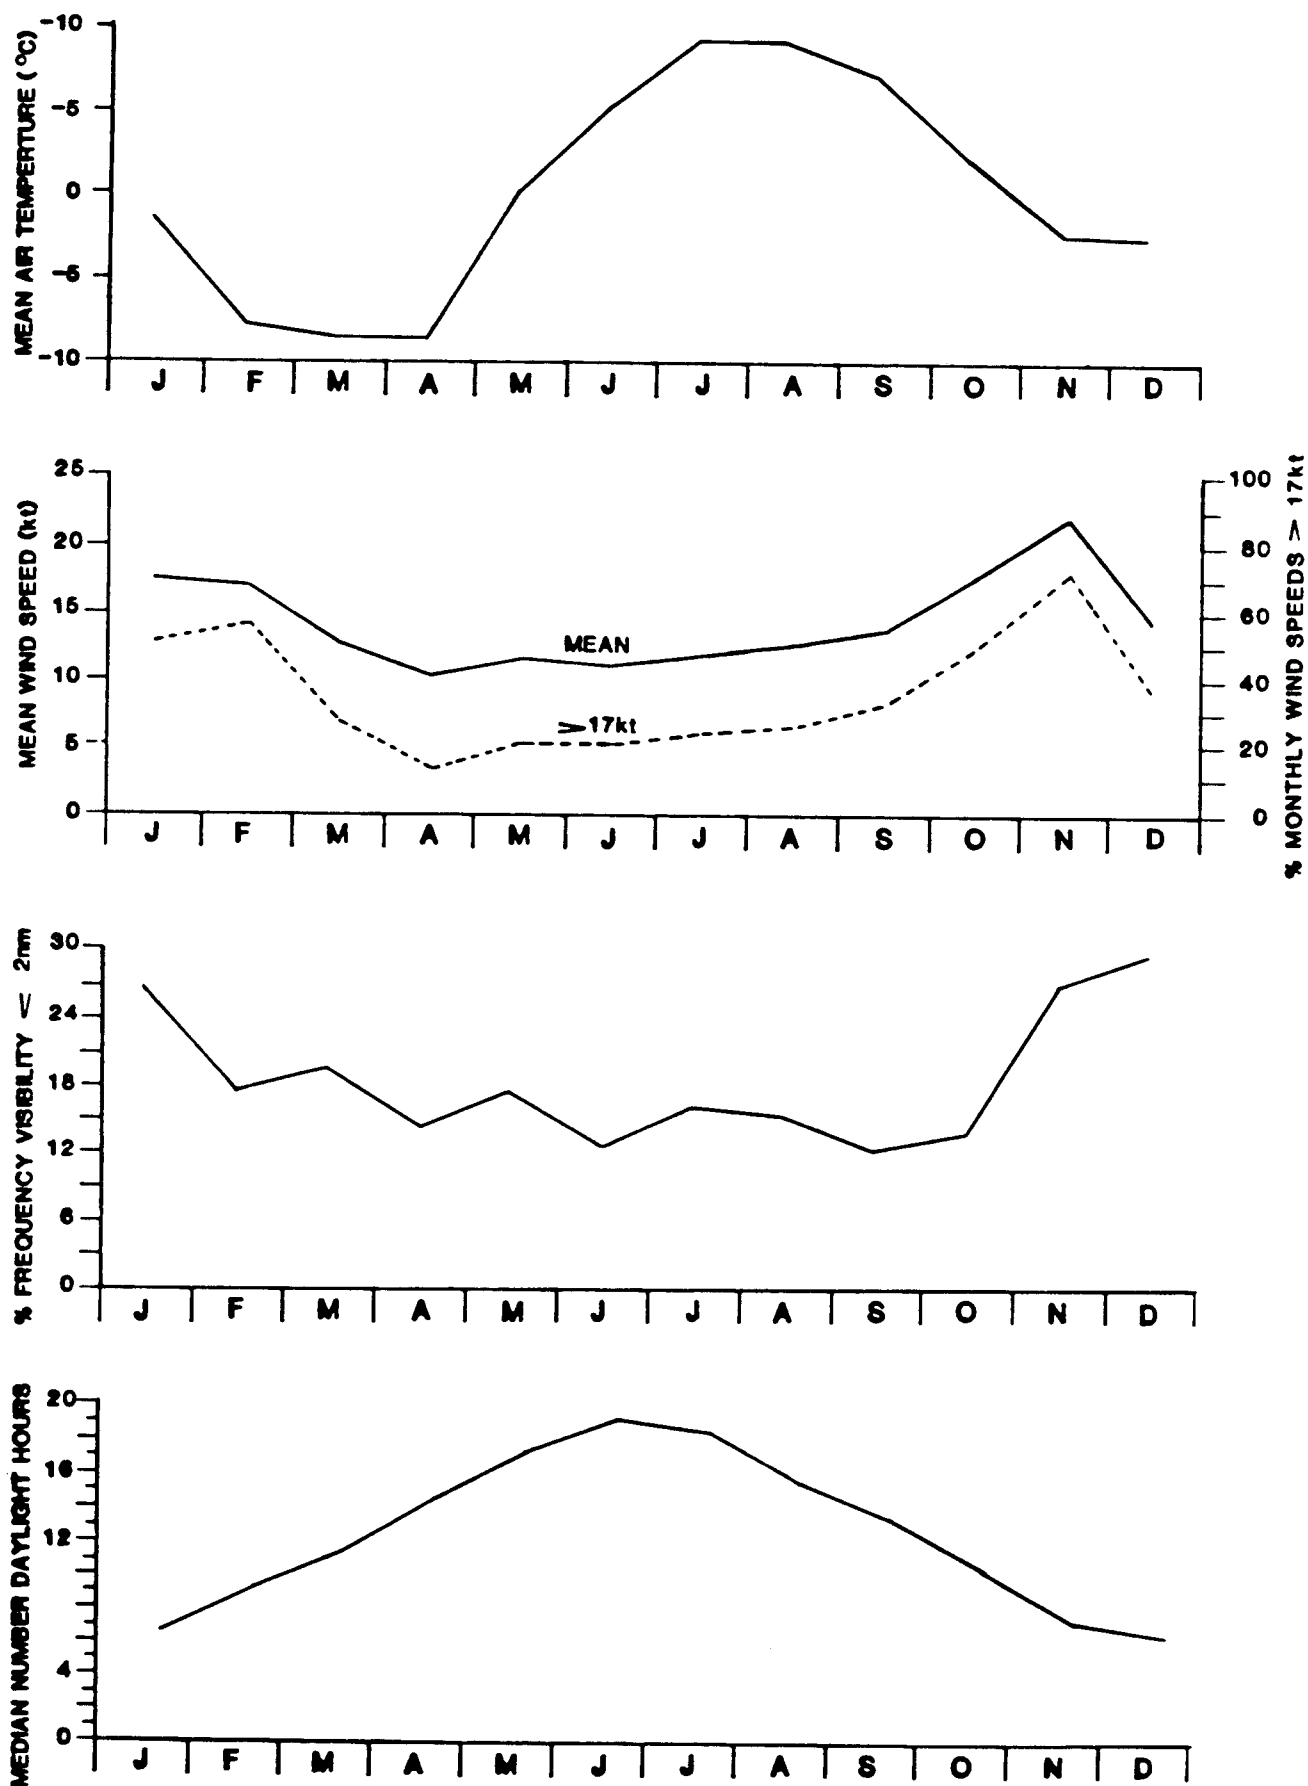 MEAN AIR TEMPERTURE (°C)
-10
-5
0
-5
-10
J F M A M J J A S O N D
MEAN WIND SPEED (kt)
25
20
15
10
5
0
MEAN
≥17kt
100
80
60
40
20
0
% MONTHLY WIND SPEEDS > 17kt
J F M A M J J A S O N D
% FREQUENCY VISIBILITY < 2nm
30
24
18
12
6
0
J F M A M J J A S O N D
MEDIAN NUMBER DAYLIGHT HOURS
20
16
12
4
0
J F M A M J J A S O N D